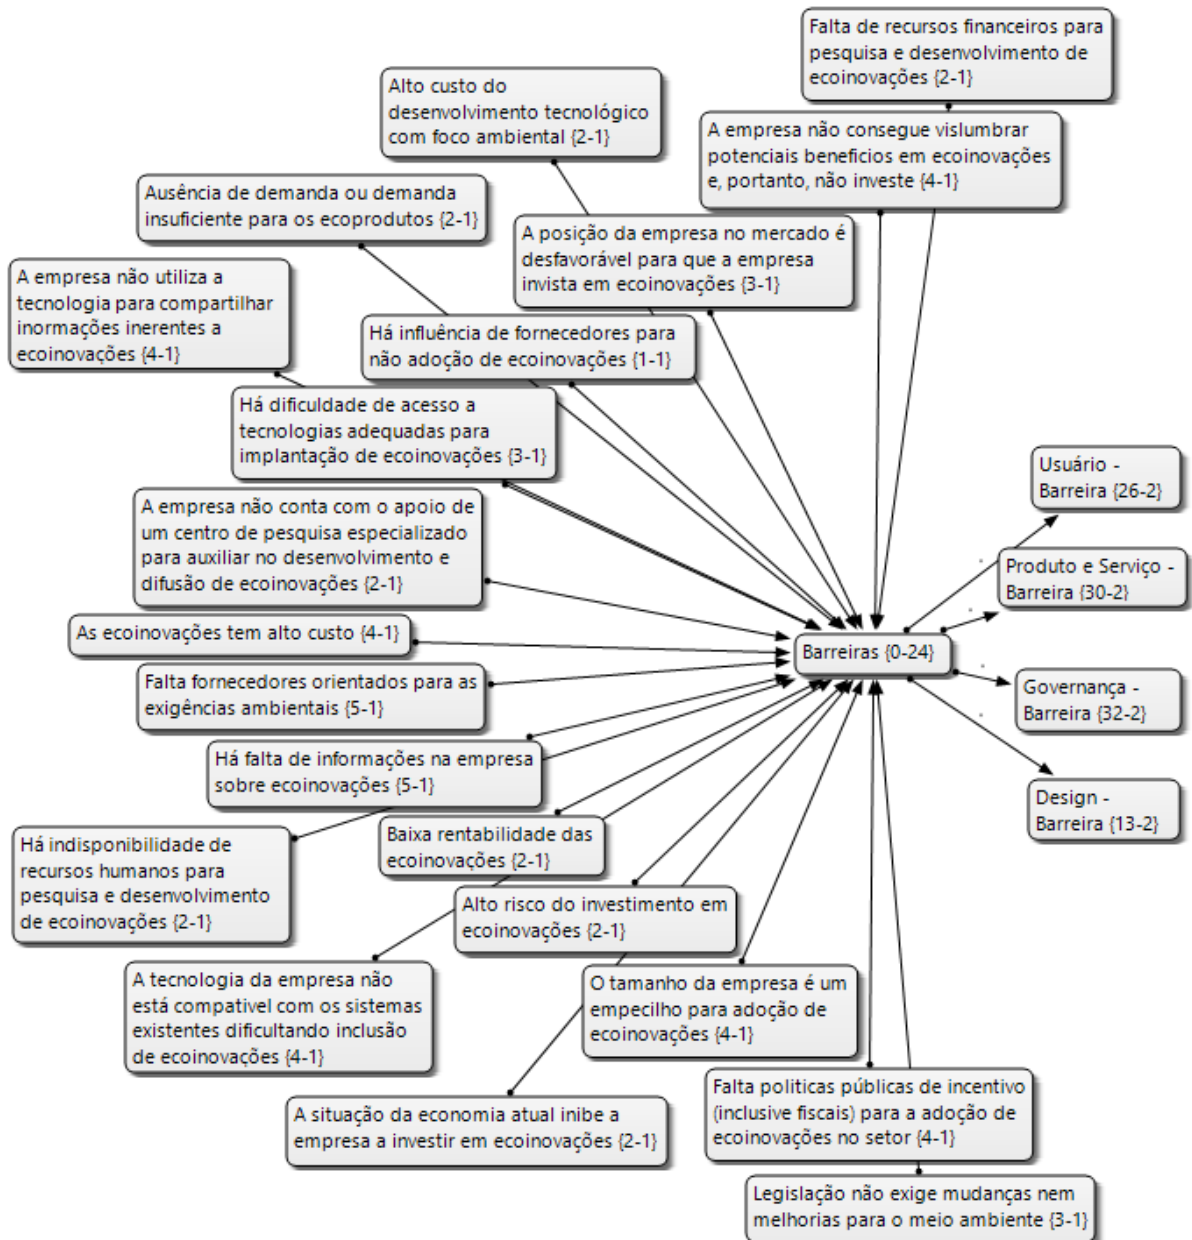 Falta de recursos financeiros para
pesquisa e desenvolvimento de
ecoinovações {2-1}
Alto custo do
desenvolvimento tecnológico
com foco ambiental {2-1}
A empresa não consegue vislumbrar
potenciais beneficios em ecoinovações
e, portanto, não investe {4-1}
Ausência de demanda ou demanda
insuficiente para os ecoprodutos {2-1}
A posição da empresa no mercado é
desfavorável para que a empresa
invista em ecoinovações {3-1}
A empresa não utiliza a
tecnologia para compartilhar
inormações inerentes a
ecoinovações {4-1}
Há influência de fornecedores para
não adoção de ecoinovações {1-1}
Há dificuldade de acesso a
tecnologias adequadas para
implantação de ecoinovações {3-1}
Usuário -
Barreira {26-2}
A empresa não conta com o apoio de
um centro de pesquisa especializado
para auxiliar no desenvolvimento e
difusão de ecoinovações {2-1}
Produto e Serviço -
Barreira {30-2}
As ecoinovações tem alto custo {4-1}
Barreiras {0-24}
Falta fornecedores orientados para as
exigências ambientais {5-1}
Governança -
Barreira {32-2}
Há falta de informações na empresa
sobre ecoinovações {5-1}
Design -
Barreira {13-2}
Há indisponibilidade de
recursos humanos para
pesquisa e desenvolvimento
de ecoinovações {2-1}
Baixa rentabilidade das
ecoinovações {2-1}
Alto risco do investimento em
ecoinovações {2-1}
A tecnologia da empresa não
está compativel com os sistemas
existentes dificultando inclusão
de ecoinovações {4-1}
O tamanho da empresa é um
empecilho para adoção de
ecoinovações {4-1}
A situação da economia atual inibe a
empresa a investir em ecoinovações {2-1}
Falta politicas públicas de incentivo
(inclusive fiscais) para a adoção de
ecoinovações no setor {4-1}
Legislação não exige mudanças nem
melhorias para o meio ambiente {3-1}